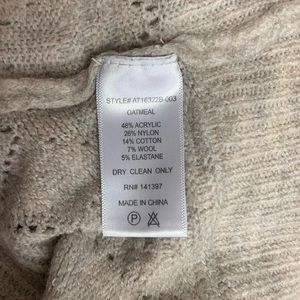 STYLE# AT16322B-003
OATMEAL
48% ACRYLIC
26% NYLON
14% COTTON
7% WOOL
5% ELASTANE
DRY CLEAN ONLY
RN# 141397
MADE IN CHINA
P